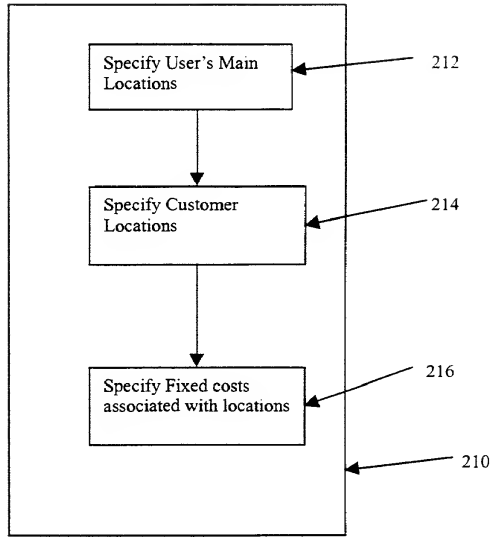 Specify User's Main
Locations
212
Specify Customer
Locations
214
Specify Fixed costs
associated with locations
216
210